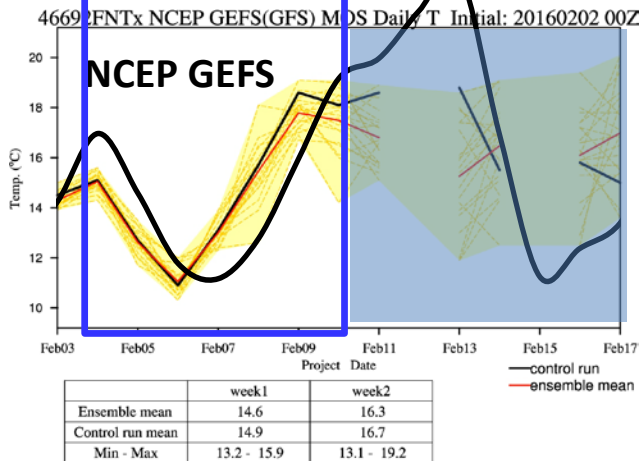 46692FNTx NCEP GEFS(GFS) MOS Daily T Initial: 20160202 00Z
NCEP GEFS
Temp. (°C)
20
18
16
14
12
10
Feb03 Feb05 Feb07 Feb09 Feb11 Feb13 Feb15 Feb17
Project Date
control run
ensemble mean
week1 week2
Ensemble mean 14.6 16.3
Control run mean 14.9 16.7
Min - Max 13.2 - 15.9 13.1 - 19.2